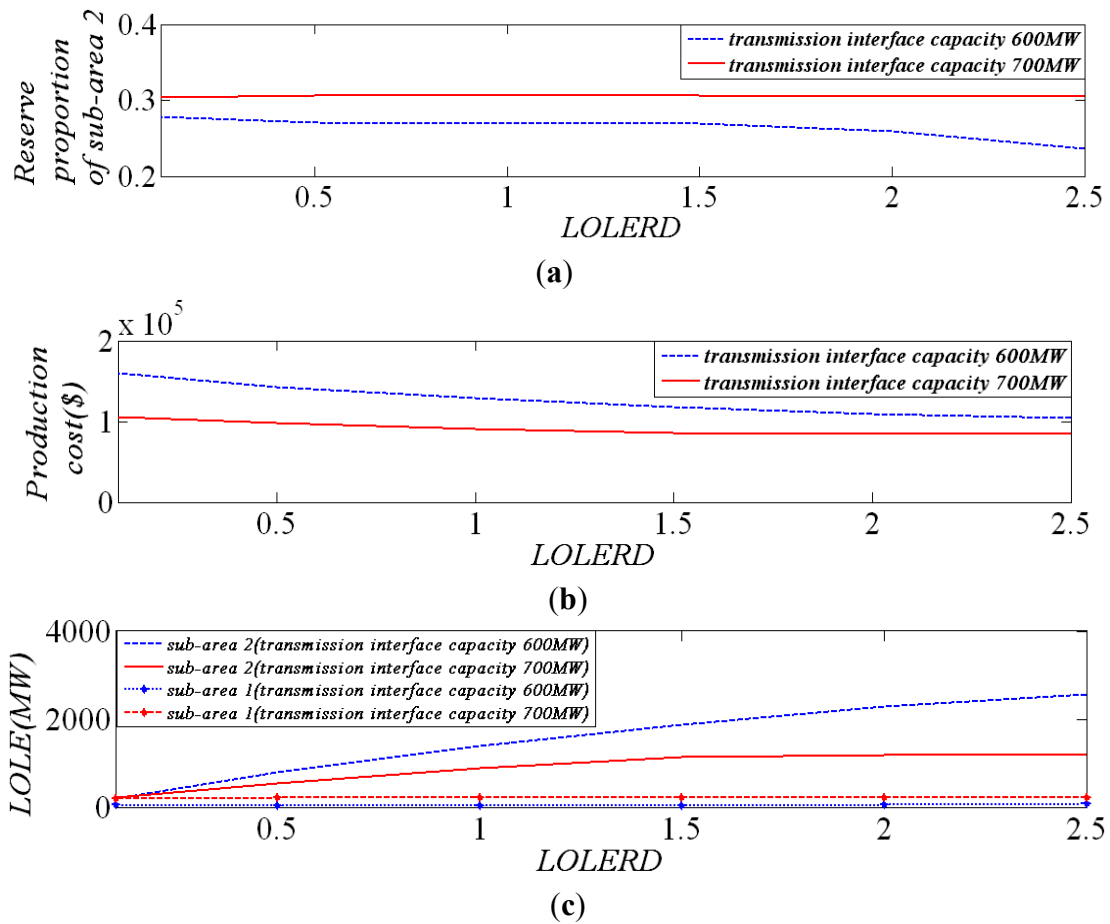 Reserve
proportion
of sub-area 2
0.4
0.3
0.2
transmission interface capacity 600MW
transmission interface capacity 700MW
0.5 1 1.5 2 2.5
LOLERD
(a)
x 10^5
Production
cost($)
2
1
0
transmission interface capacity 600MW
transmission interface capacity 700MW
0.5 1 1.5 2 2.5
LOLERD
(b)
LOLE(MW)
4000
2000
0
sub-area 2(transmission interface capacity 600MW)
sub-area 2(transmission interface capacity 700MW)
sub-area 1(transmission interface capacity 600MW)
sub-area 1(transmission interface capacity 700MW)
0.5 1 1.5 2 2.5
LOLERD
(c)